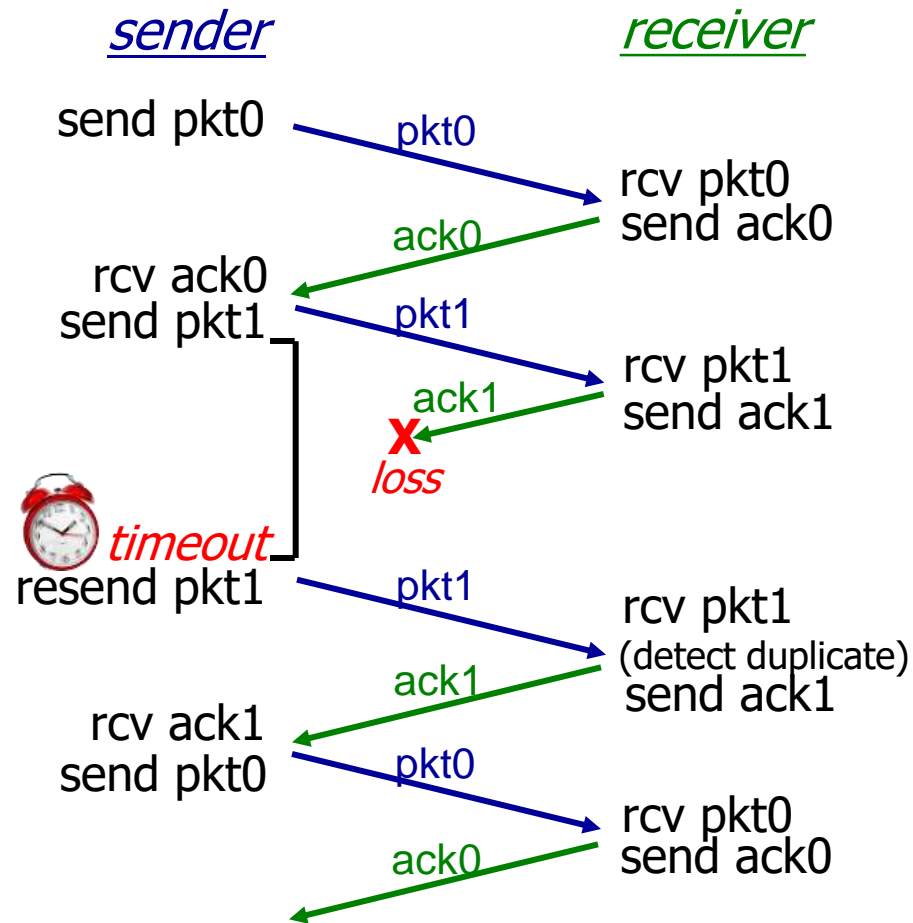 sender
receiver
send pkt0
pkt0
rcv pkt0
send ack0
ack0
rcv ack0
send pkt1
pkt1
rcv pkt1
send ack1
ack1
X
loss
timeout
resend pkt1
pkt1
rcv pkt1
(detect duplicate)
send ack1
ack1
rcv ack1
send pkt0
pkt0
rcv pkt0
send ack0
ack0